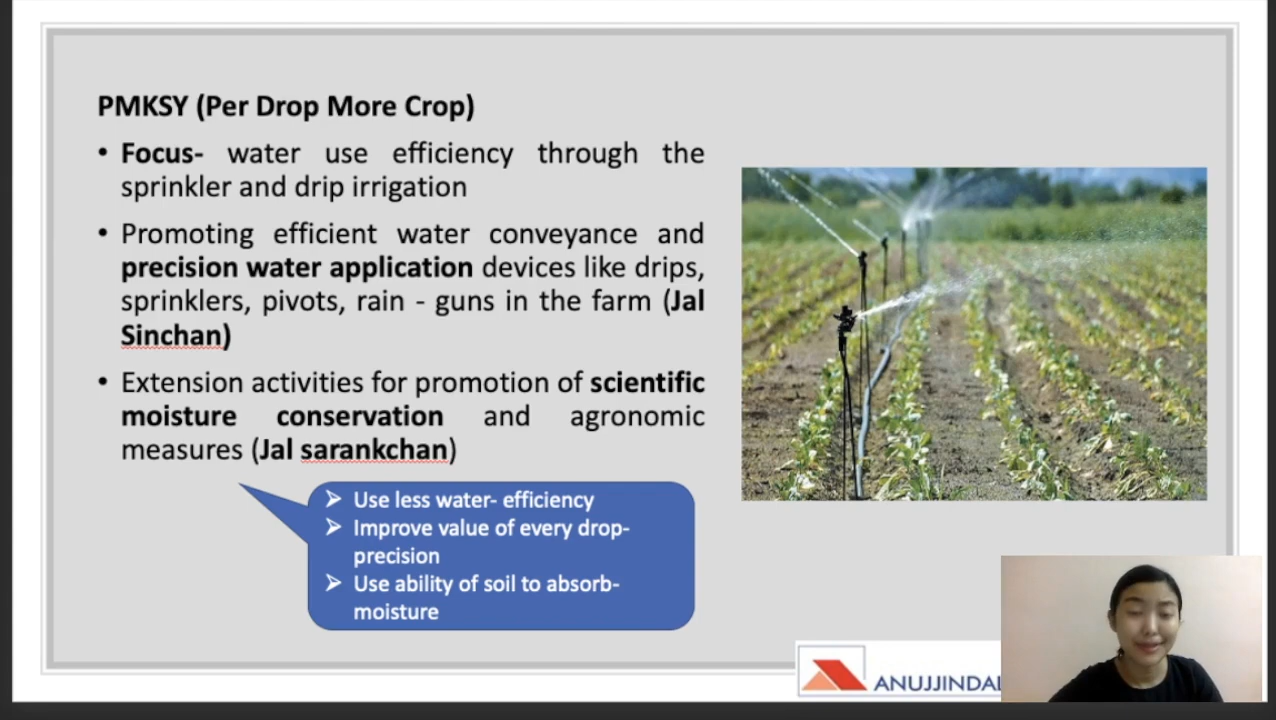 PMKSY (Per Drop More Crop)
• Focus- water use efficiency through the
sprinkler and drip irrigation
• Promoting efficient water conveyance and
precision water application devices like drips,
sprinklers, pivots, rain - guns in the farm (Jal
Sinchan)
• Extension activities for promotion of scientific
moisture conservation and agronomic
measures (Jal sarankchan)
➢ Use less water- efficiency
➢ Improve value of every drop-
precision
➢ Use ability of soil to absorb-
moisture
ANUJJINDAL